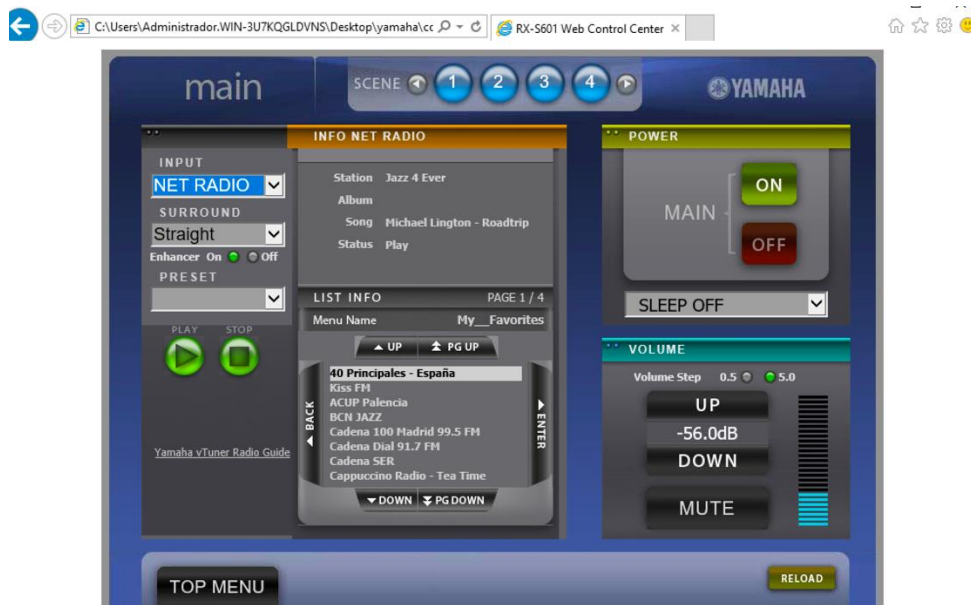 C:\Users\Administrador.WIN-3U7KQGLDVNS\Desktop\yamaha\cc
RX-S601 Web Control Center
main
SCENE 1 2 3 4
YAMAHA
INPUT
NET RADIO
SURROUND
Straight
Enhancer On Off
PRESET
PLAY STOP
Yamaha vTuner Radio Guide
INFO NET RADIO
Station Jazz 4 Ever
Album
Song Michael Lington - Roadtrip
Status Play
LIST INFO PAGE 1 / 4
Menu Name My__Favorites
UP PG UP
BACK
40 Principales - España
Kiss FM
ACUP Palencia
BCN JAZZ
Cadena 100 Madrid 99.5 FM
Cadena Dial 91.7 FM
Cadena SER
Cappuccino Radio - Tea Time
ENTER
DOWN PG DOWN
POWER
MAIN
ON
OFF
SLEEP OFF
VOLUME
Volume Step 0.5 5.0
UP
-56.0dB
DOWN
MUTE
TOP MENU
RELOAD